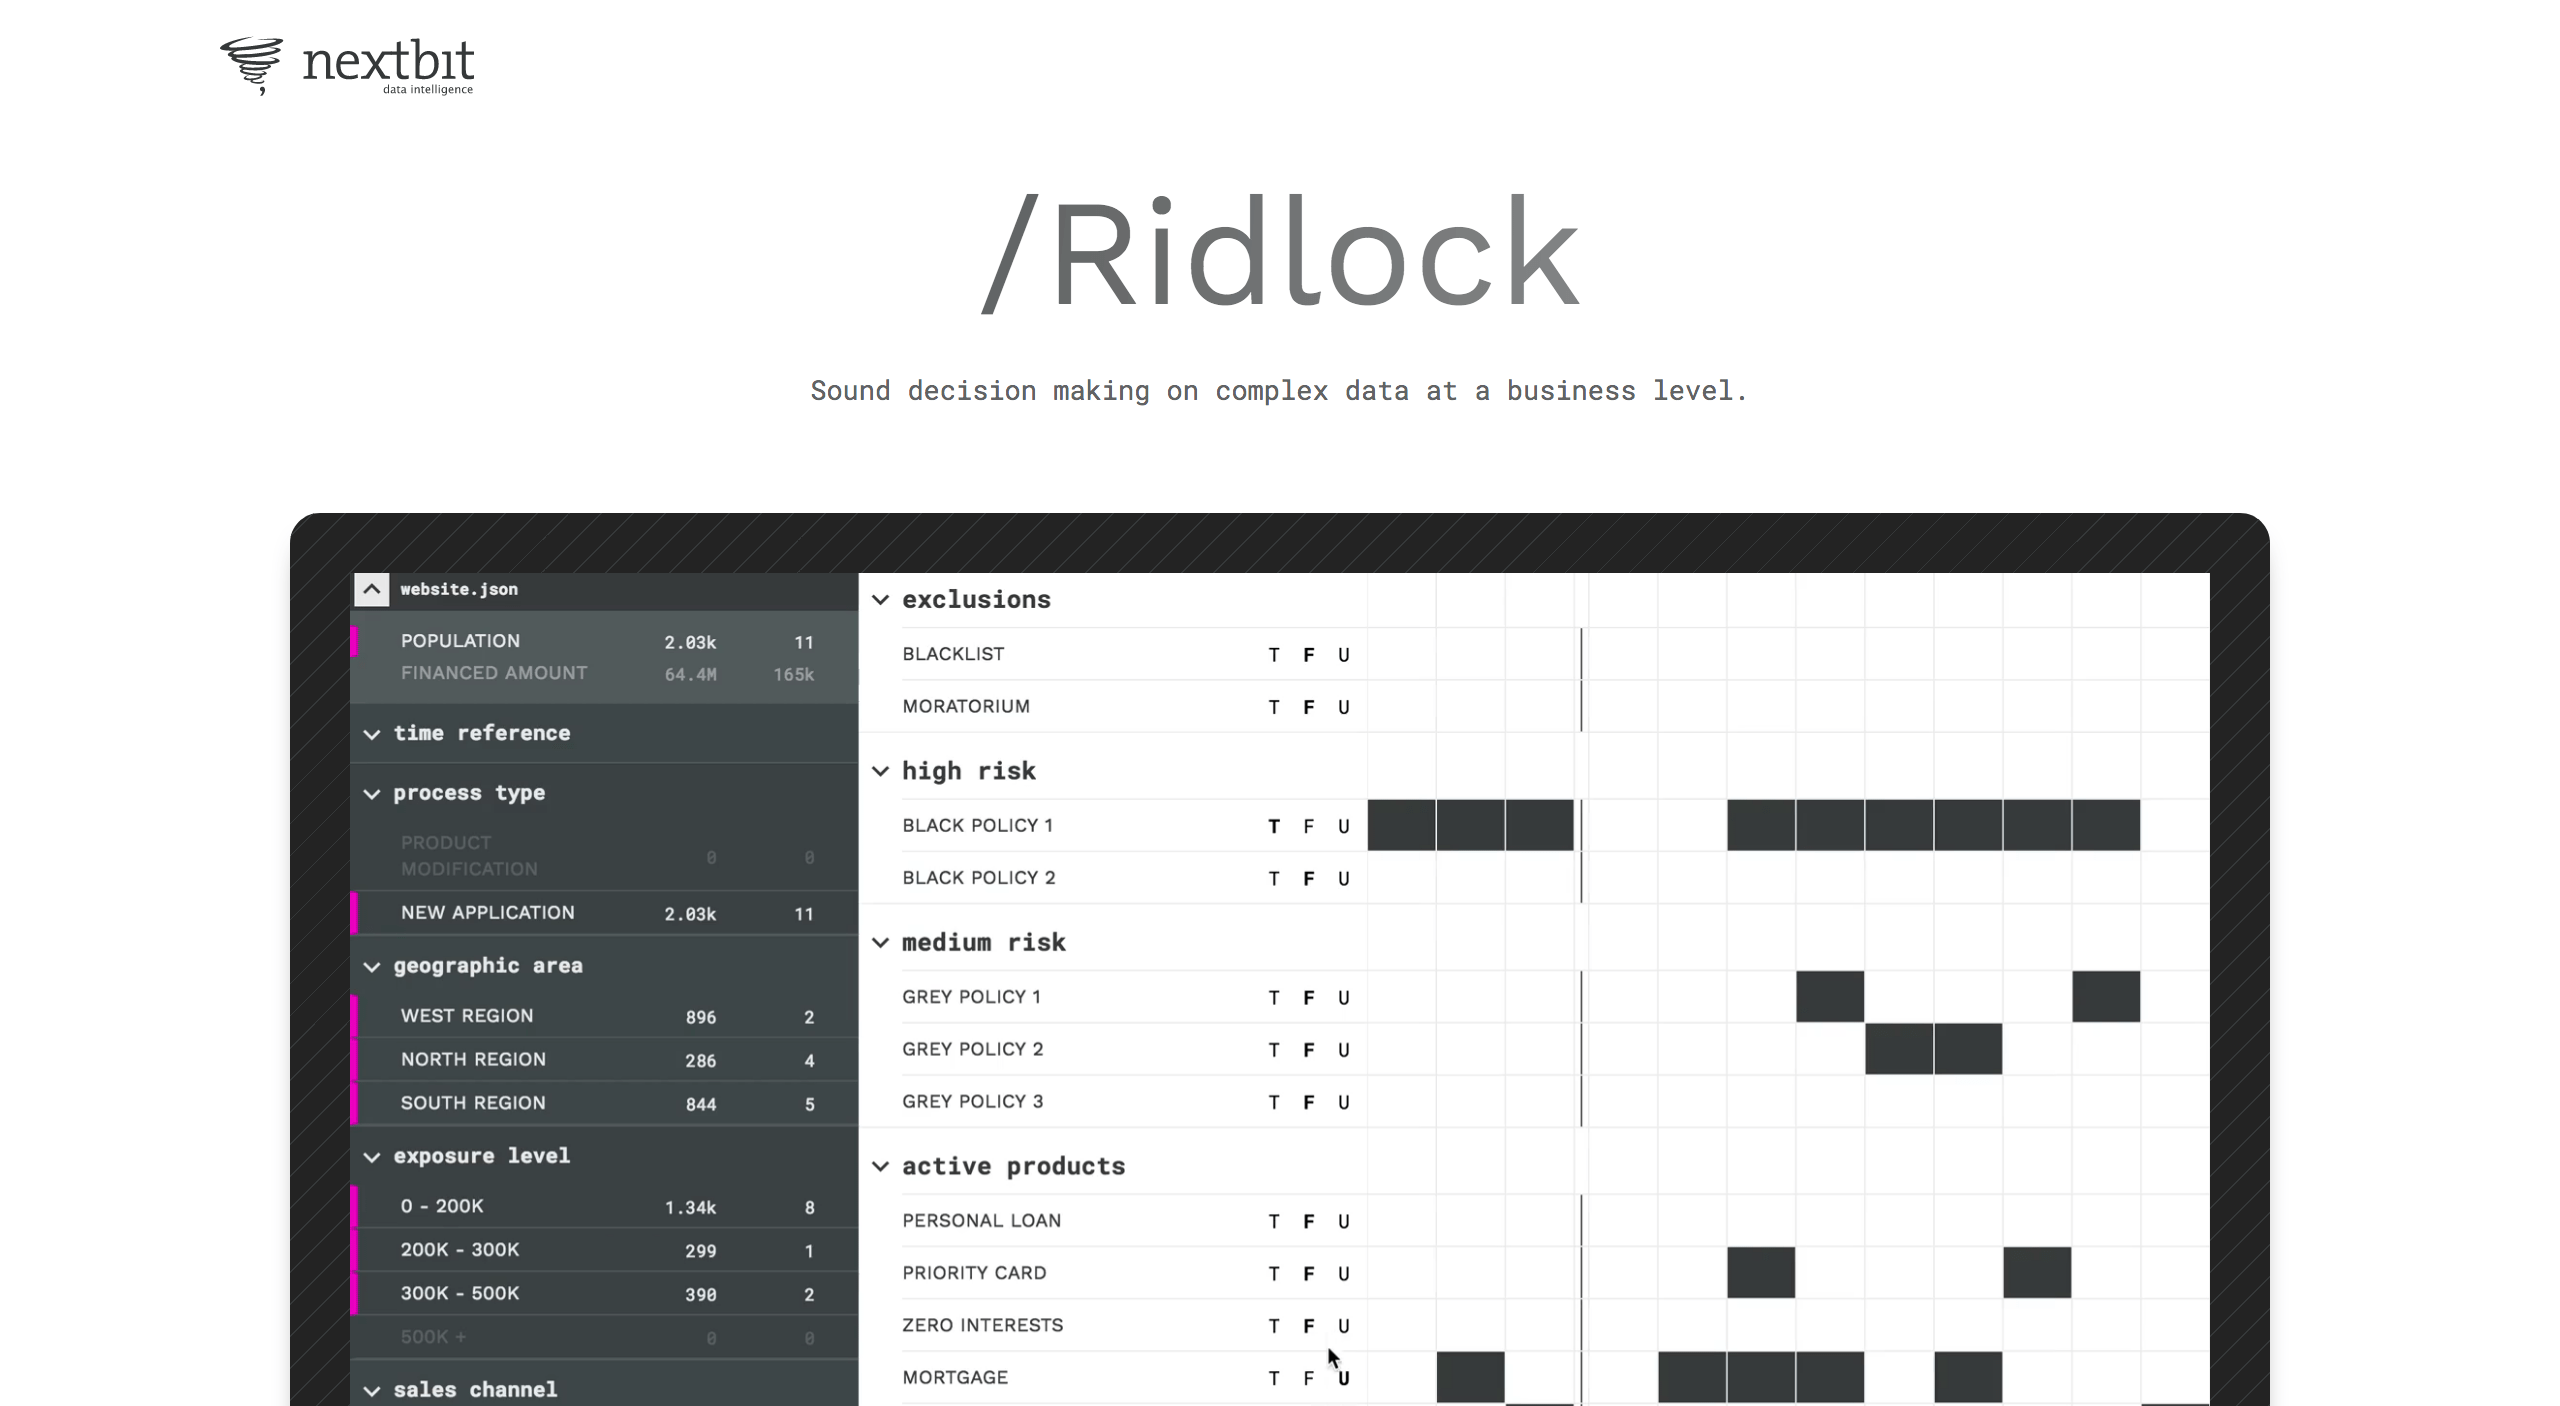 nextbit
data intelligence
/Ridlock
Sound decision making on complex data at a business level.
website.json
POPULATION 2.03k 11
FINANCED AMOUNT 64.4M 165k
time reference
process type
PRODUCT
MODIFICATION 0 0
NEW APPLICATION 2.03k 11
geographic area
WEST REGION 896 2
NORTH REGION 286 4
SOUTH REGION 844 5
exposure level
0 - 200K 1.34k 8
200K - 300K 299 1
300K - 500K 390 2
500K + 0 0
sales channel
exclusions
BLACKLIST T F U
MORATORIUM T F U
high risk
BLACK POLICY 1 T F U
BLACK POLICY 2 T F U
medium risk
GREY POLICY 1 T F U
GREY POLICY 2 T F U
GREY POLICY 3 T F U
active products
PERSONAL LOAN T F U
PRIORITY CARD T F U
ZERO INTERESTS T F U
MORTGAGE T F U